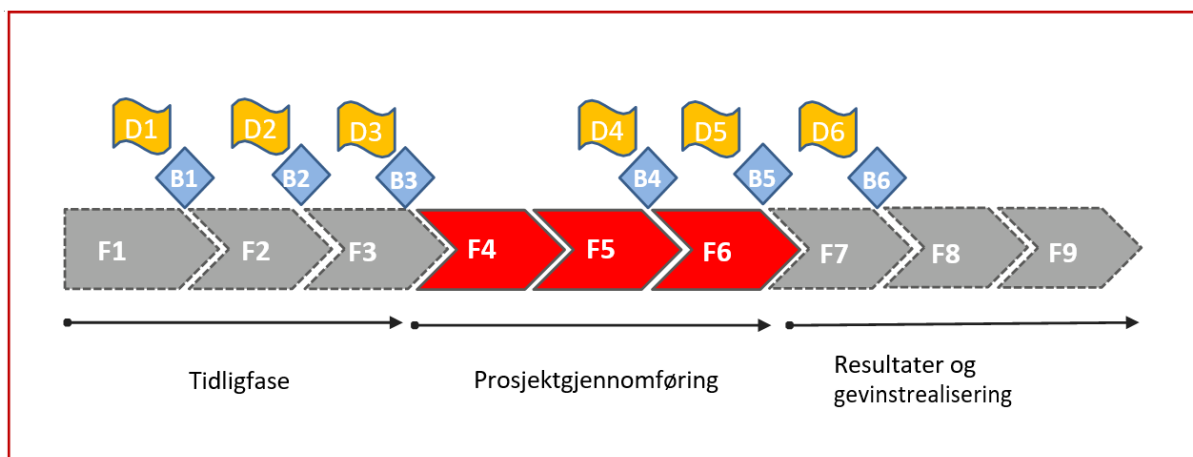 D1 D2 D3 D4 D5 D6
B1 B2 B3 B4 B5 B6
F1 F2 F3 F4 F5 F6 F7 F8 F9
Tidligfase
Prosjektgjennomføring
Resultater og
gevinstrealisering